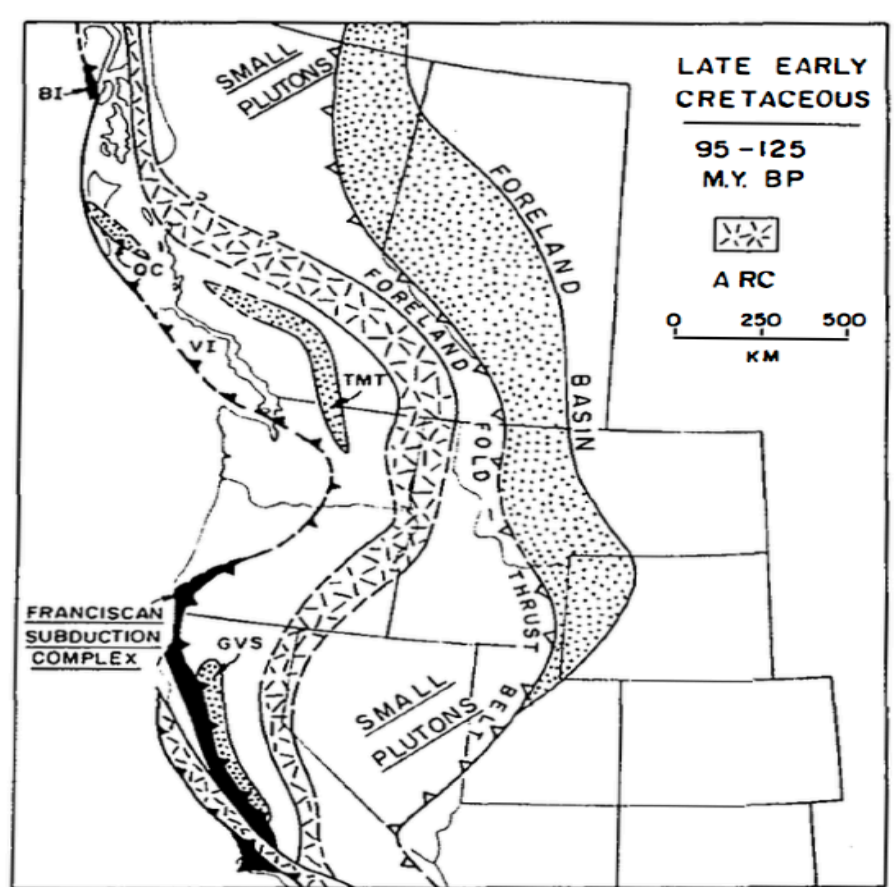 LATE EARLY
CRETACEOUS
95-125
M.Y. BP
ARC
0 250 500
KM
SMALL
PLUTONS
BI
FORELAND
BASIN
QC
FORELAND
FOLD-
THRUST
BELT
VI
TMT
FRANCISCAN
SUBDUCTION
COMPLEX
GVS
SMALL
PLUTONS
?
?